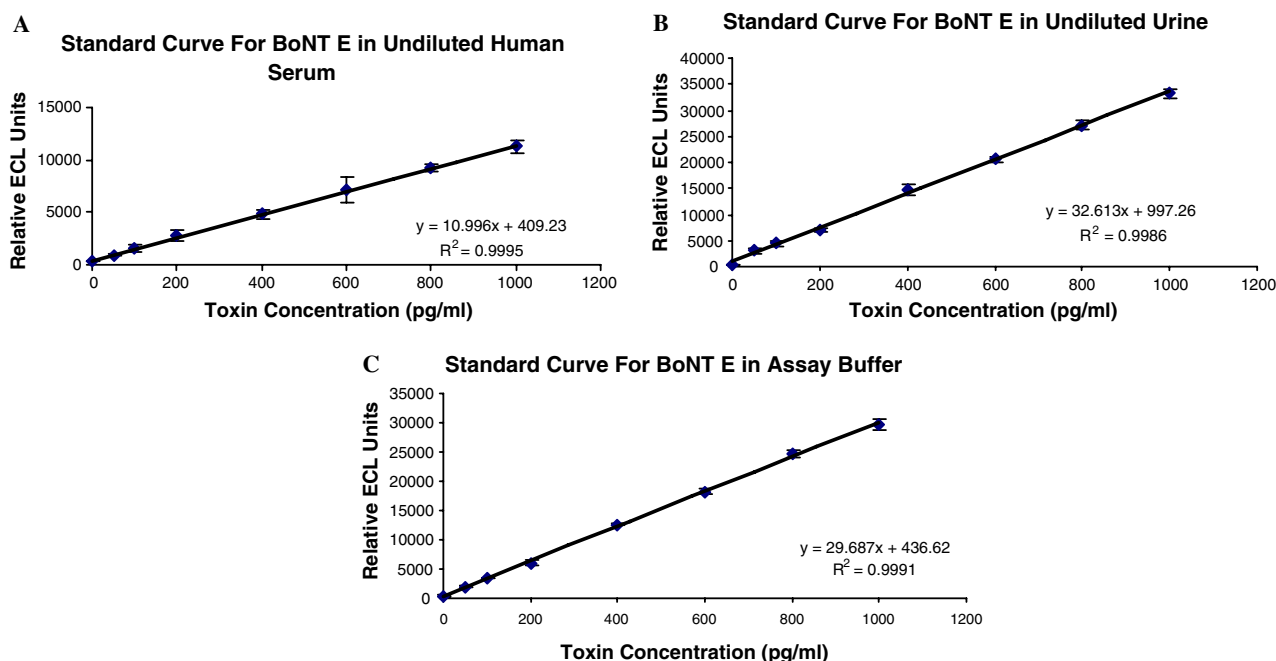 A
Standard Curve For BoNT E in Undiluted Human
Serum
Relative ECL Units
15000
10000
5000
0
0 200 400 600 800 1000 1200
y = 10.996x + 409.23
R² = 0.9995
Toxin Concentration (pg/ml)
B
Standard Curve For BoNT E in Undiluted Urine
Relative ECL Units
40000
35000
30000
25000
20000
15000
10000
5000
0
0 200 400 600 800 1000 1200
y = 32.613x + 997.26
R² = 0.9986
Toxin Concentration (pg/ml)
C
Standard Curve For BoNT E in Assay Buffer
Relative ECL Units
35000
30000
25000
20000
15000
10000
5000
0
0 200 400 600 800 1000 1200
y = 29.687x + 436.62
R² = 0.9991
Toxin Concentration (pg/ml)